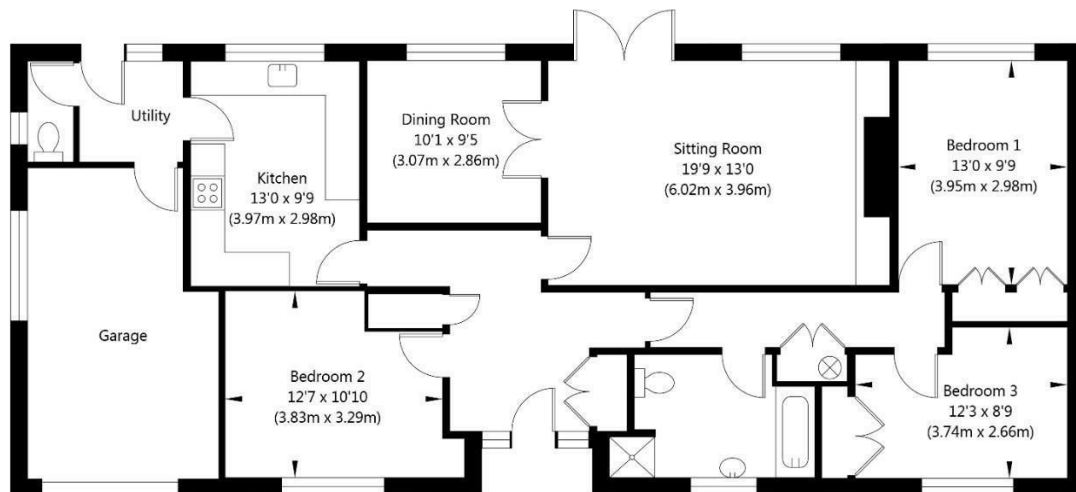 Utility
Kitchen
13'0 x 9'9
(3.97m x 2.98m)
Dining Room
10'1 x 9'5
(3.07m x 2.86m)
Sitting Room
19'9 x 13'0
(6.02m x 3.96m)
Bedroom 1
13'0 x 9'9
(3.95m x 2.98m)
Garage
Bedroom 2
12'7 x 10'10
(3.83m x 3.29m)
Bedroom 3
12'3 x 8'9
(3.74m x 2.66m)